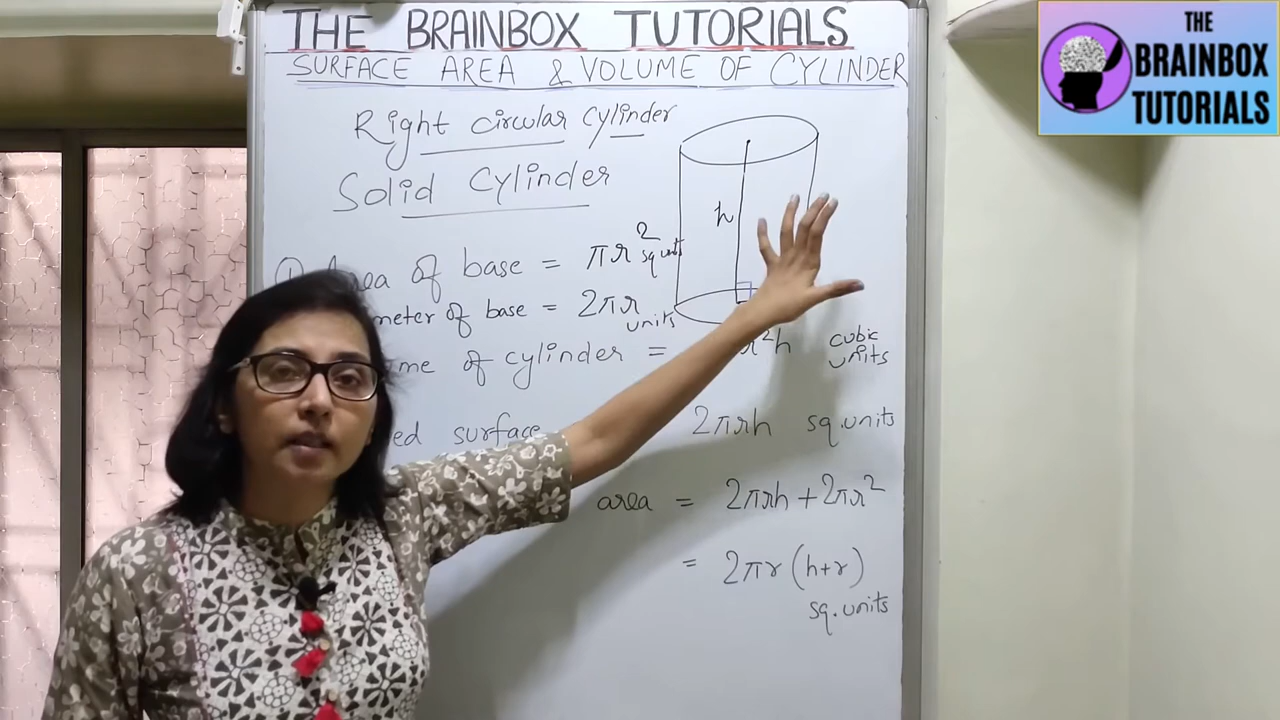 THE BRAINBOX TUTORIALS
SURFACE AREA & VOLUME OF CYLINDER
Right circular cylinder
Solid Cylinder
h
Area of base = πr² sq units
meter of base = 2πr units
me of cylinder = r²h cubic units
ed surface 2πrh sq.units
area = 2πrh + 2πr²
= 2πr (h+r)
sq.units
THE
BRAINBOX
TUTORIALS